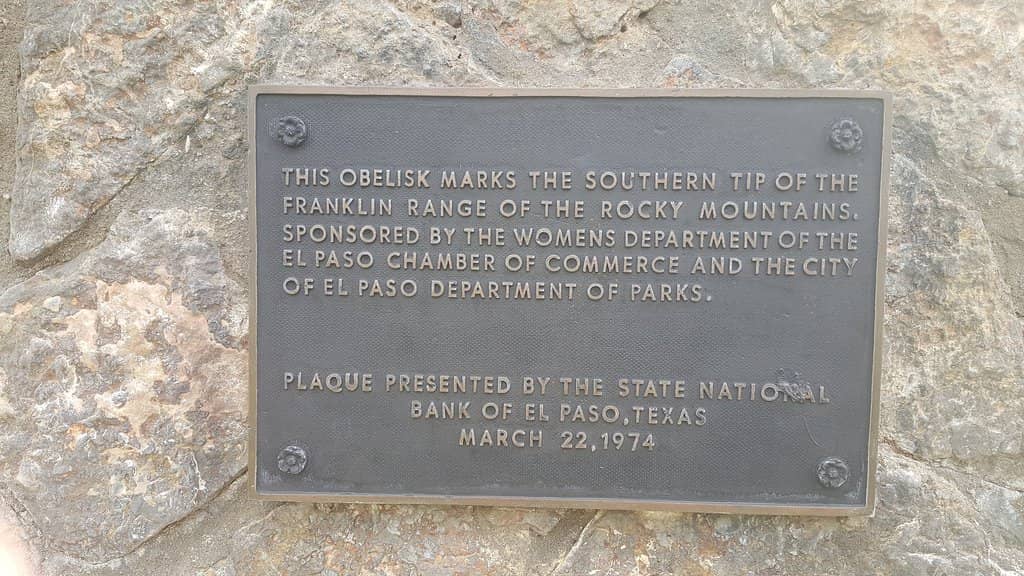 THIS OBELISK MARKS THE SOUTHERN TIP OF THE
FRANKLIN RANGE OF THE ROCKY MOUNTAINS.
SPONSORED BY THE WOMENS DEPARTMENT OF THE
EL PASO CHAMBER OF COMMERCE AND THE CITY
OF EL PASO DEPARTMENT OF PARKS.
PLAQUE PRESENTED BY THE STATE NATIONAL
BANK OF EL PASO, TEXAS
MARCH 22, 1974